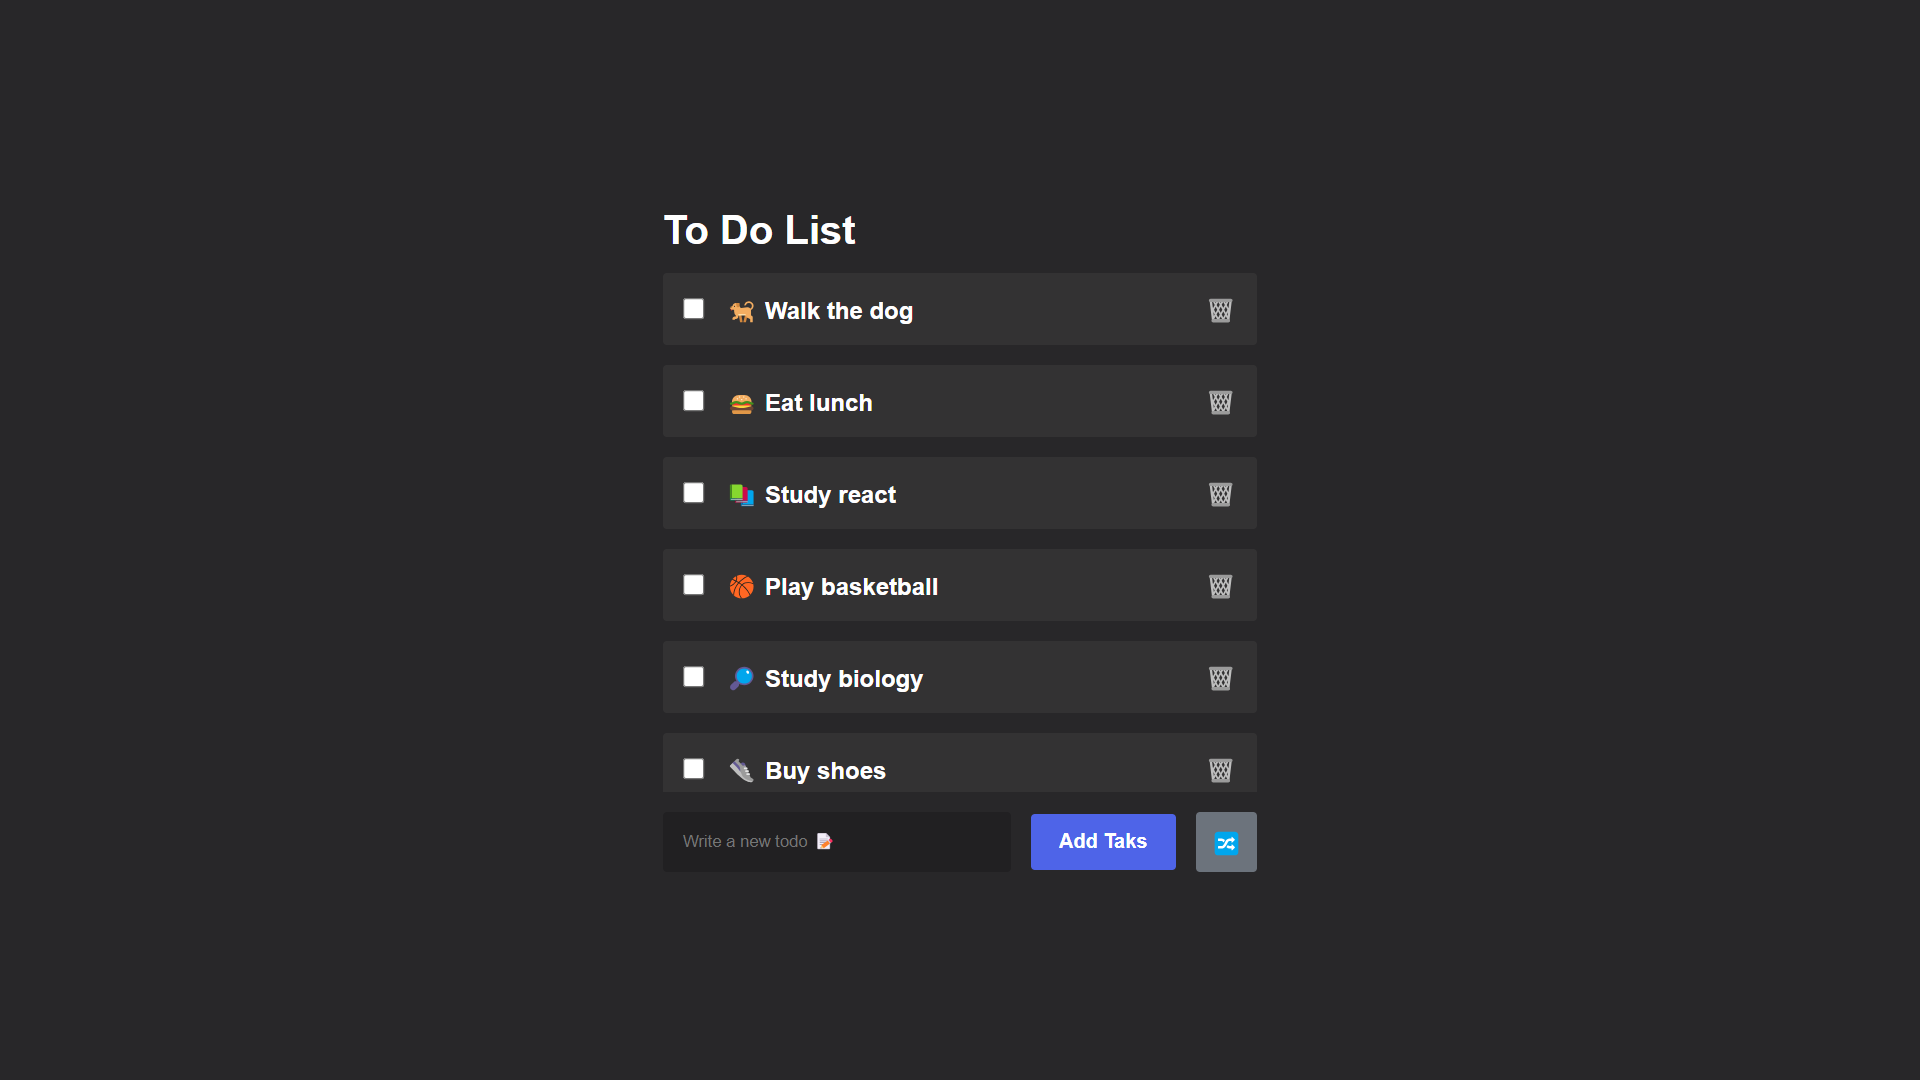 To Do List
🐕 Walk the dog
🍔 Eat lunch
📚 Study react
🏀 Play basketball
🔎 Study biology
👟 Buy shoes
Write a new todo 📝
Add Taks